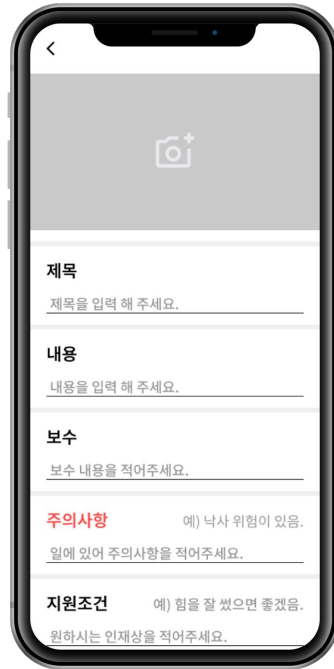 제목
제목을 입력 해 주세요.
내용
내용을 입력 해 주세요.
보수
보수 내용을 적어주세요.
주의사항 예) 낙사 위험이 있음.
일에 있어 주의사항을 적어주세요.
지원조건 예) 힘을 잘 썼으면 좋겠음.
원하시는 인재상을 적어주세요.